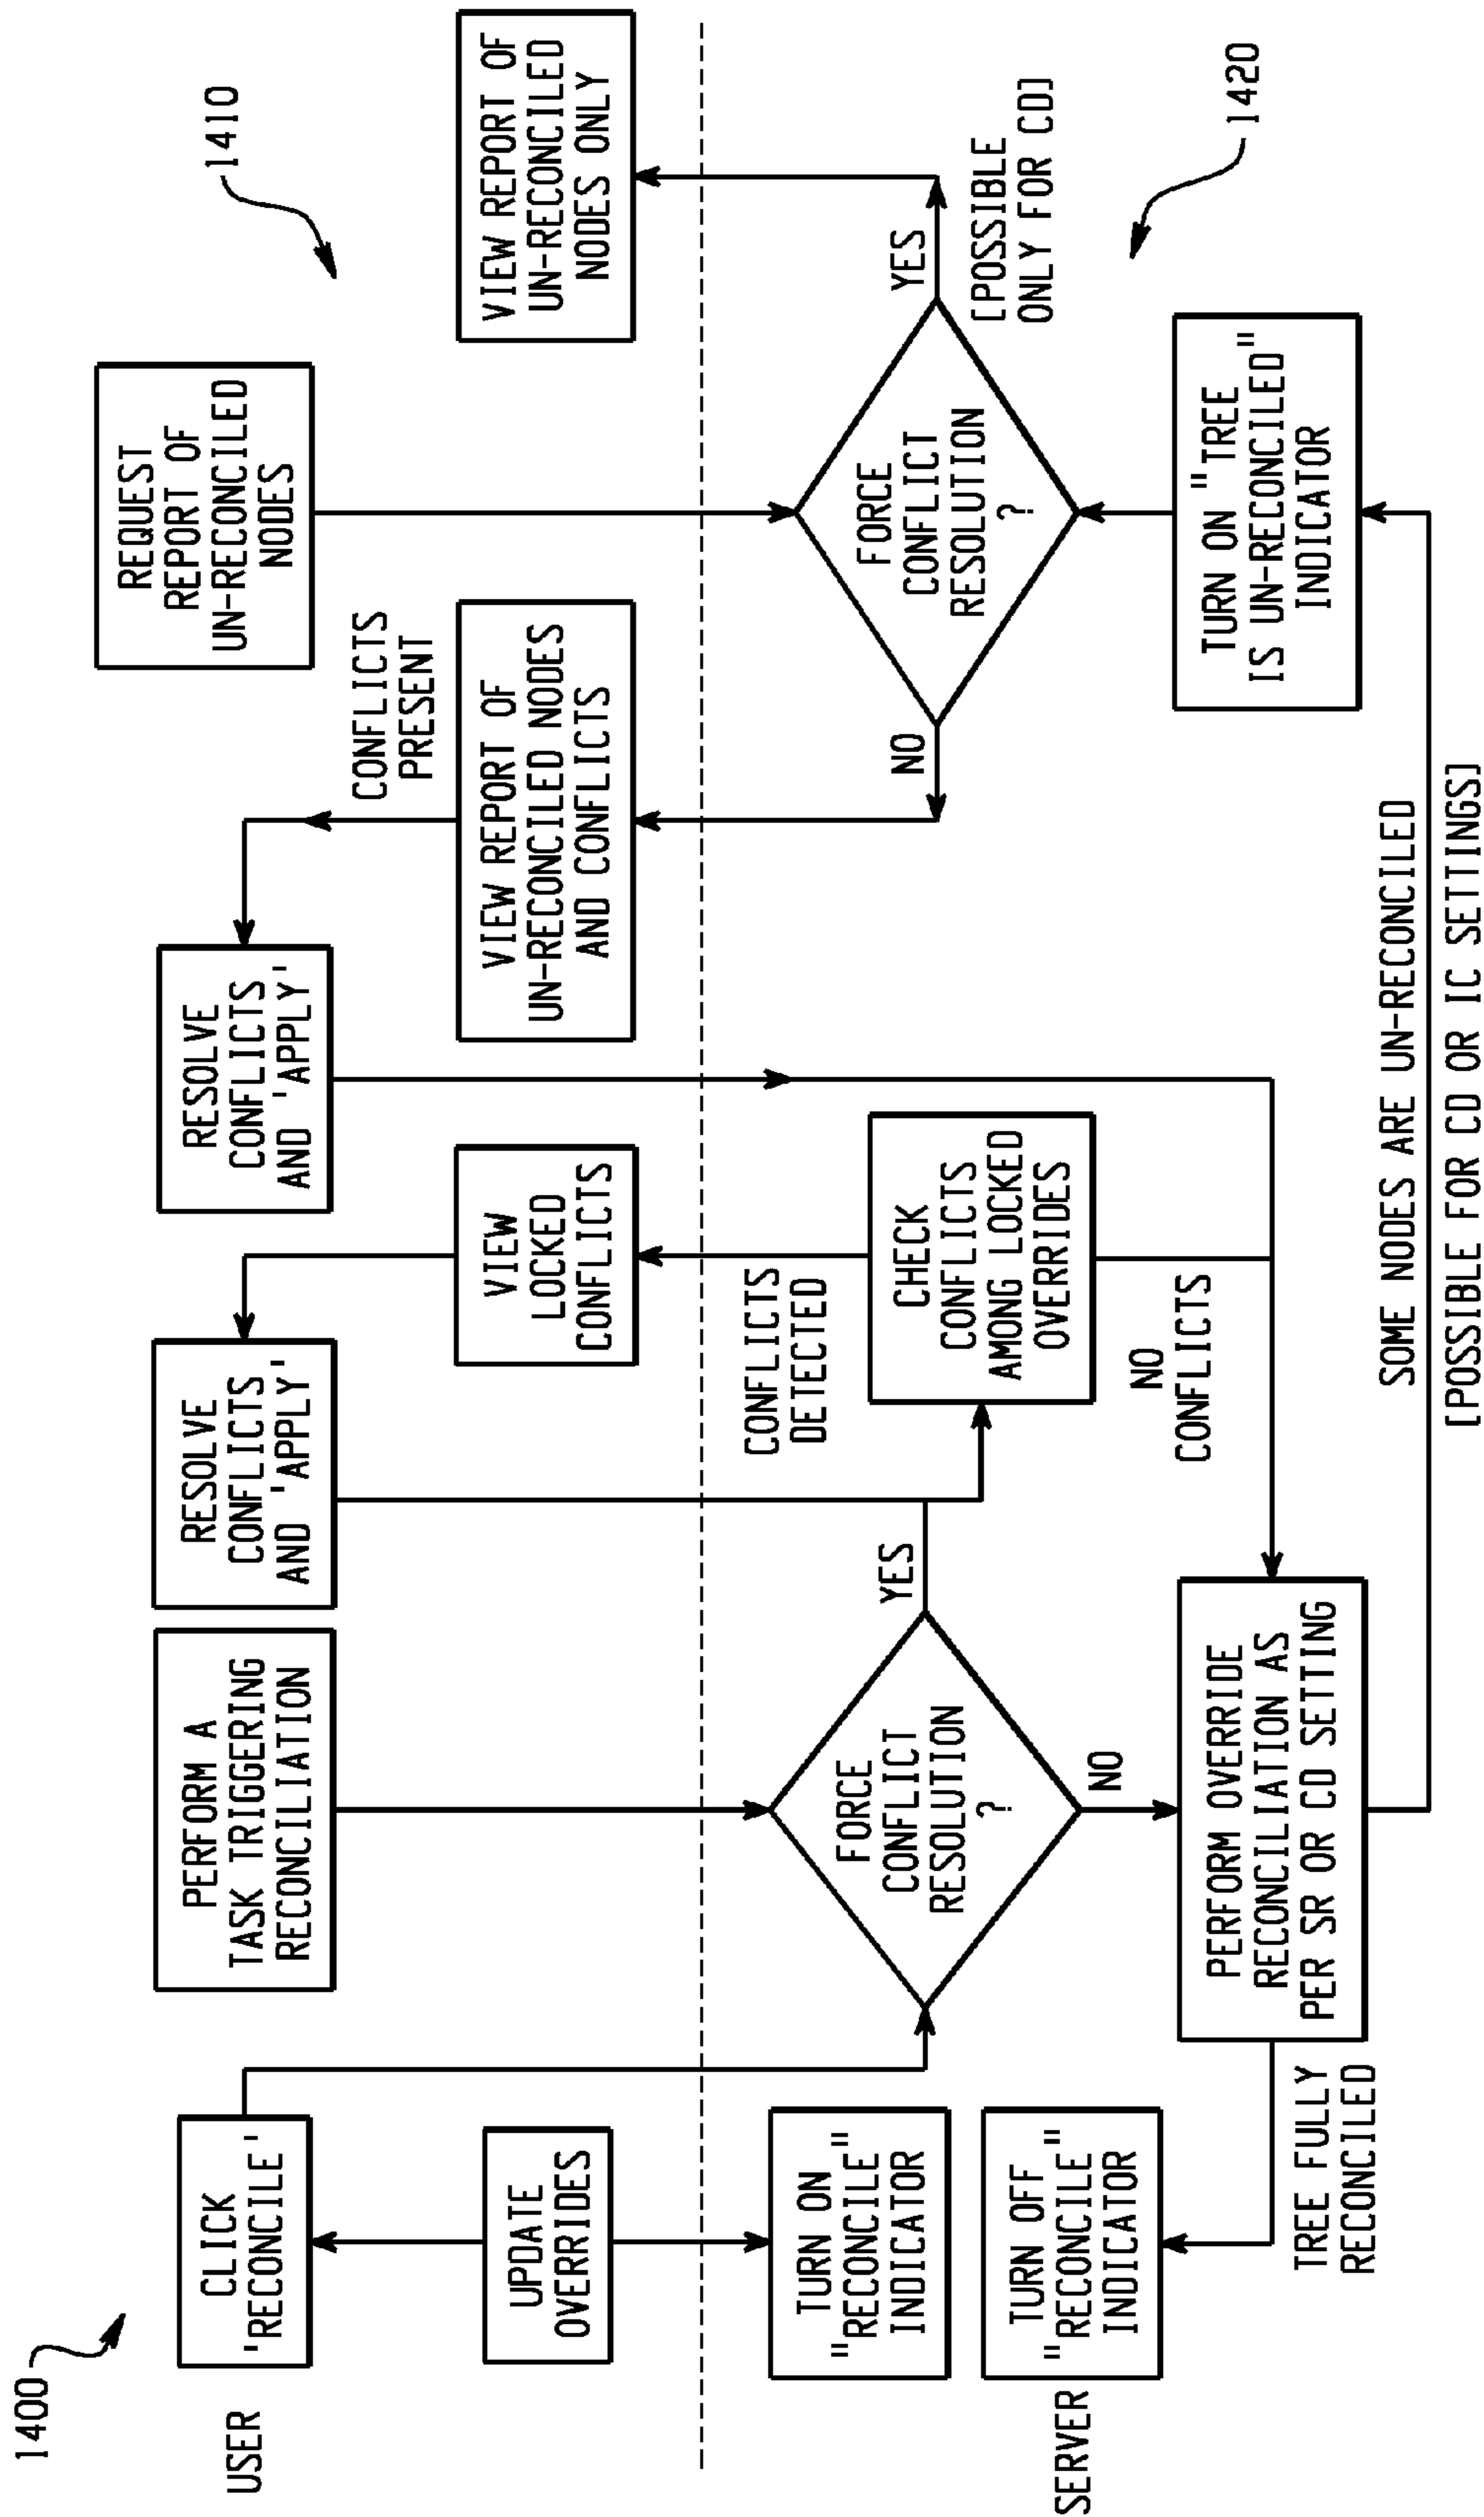 1400
USER
CLICK
'RECONCILE'
UPDATE
OVERRIDES
PERFORM A
TASK TRIGGERING
RECONCILIATION
RESOLVE
CONFLICTS
AND 'APPLY'
VIEW
LOCKED
CONFLICTS
RESOLVE
CONFLICTS
AND 'APPLY'
VIEW REPORT OF
UN-RECONCILED NODES
AND CONFLICTS
CONFLICTS
PRESENT
REQUEST
REPORT OF
UN-RECONCILED
NODES
VIEW REPORT OF
UN-RECONCILED
NODES ONLY
1410
SERVER
TURN ON
"RECONCILE"
INDICATOR
TURN OFF
"RECONCILE"
INDICATOR
TREE FULLY
RECONCILED
FORCE
CONFLICT
RESOLUTION
?
YES
NO
PERFORM OVERRIDE
RECONCILIATION AS
PER SR OR CD SETTING
CONFLICTS
DETECTED
CHECK
CONFLICTS
AMONG LOCKED
OVERRIDES
NO
CONFLICTS
SOME NODES ARE UN-RECONCILED
[POSSIBLE FOR CD OR IC SETTINGS]
NO
FORCE
CONFLICT
RESOLUTION
?
YES
[POSSIBLE
ONLY FOR CD]
TURN ON "TREE
IS UN-RECONCILED"
INDICATOR
1420